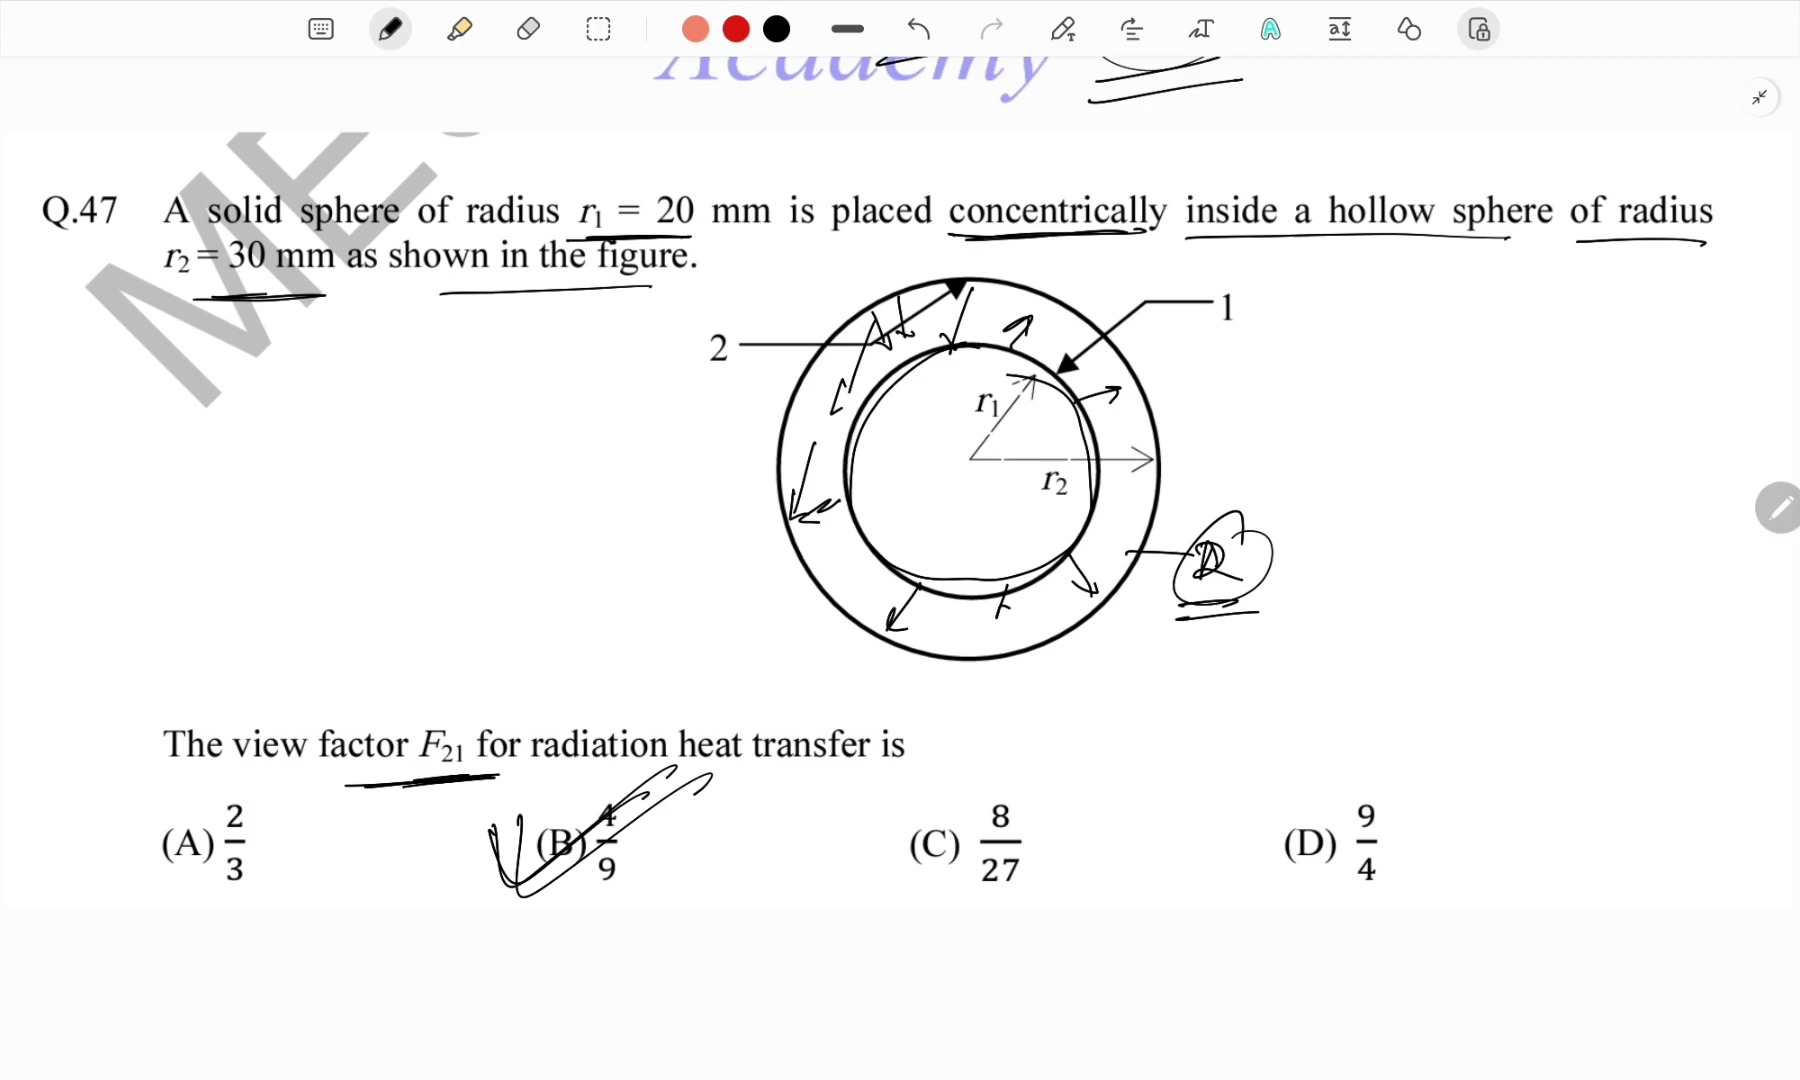 Academy
Q.47 A solid sphere of radius r₁ = 20 mm is placed concentrically inside a hollow sphere of radius
r₂ = 30 mm as shown in the figure.
1
2
r₁
r₂
The view factor F₂₁ for radiation heat transfer is
(A) 2/3 (B) 4/9 (C) 8/27 (D) 9/4